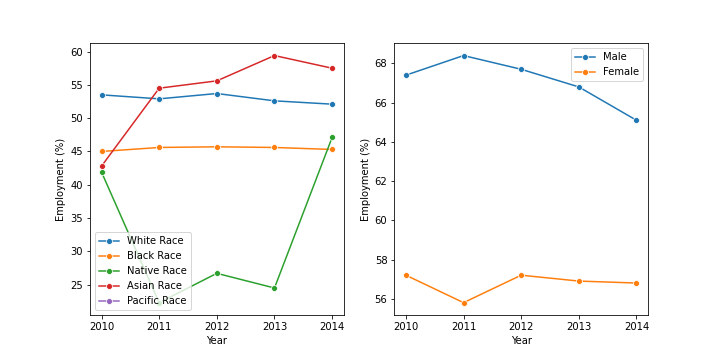 60
55
50
45
40
35
30
25
Employment (%)
White Race
Black Race
Native Race
Asian Race
Pacific Race
2010 2011 2012 2013 2014
Year
68
66
64
62
60
58
56
Employment (%)
Male
Female
2010 2011 2012 2013 2014
Year